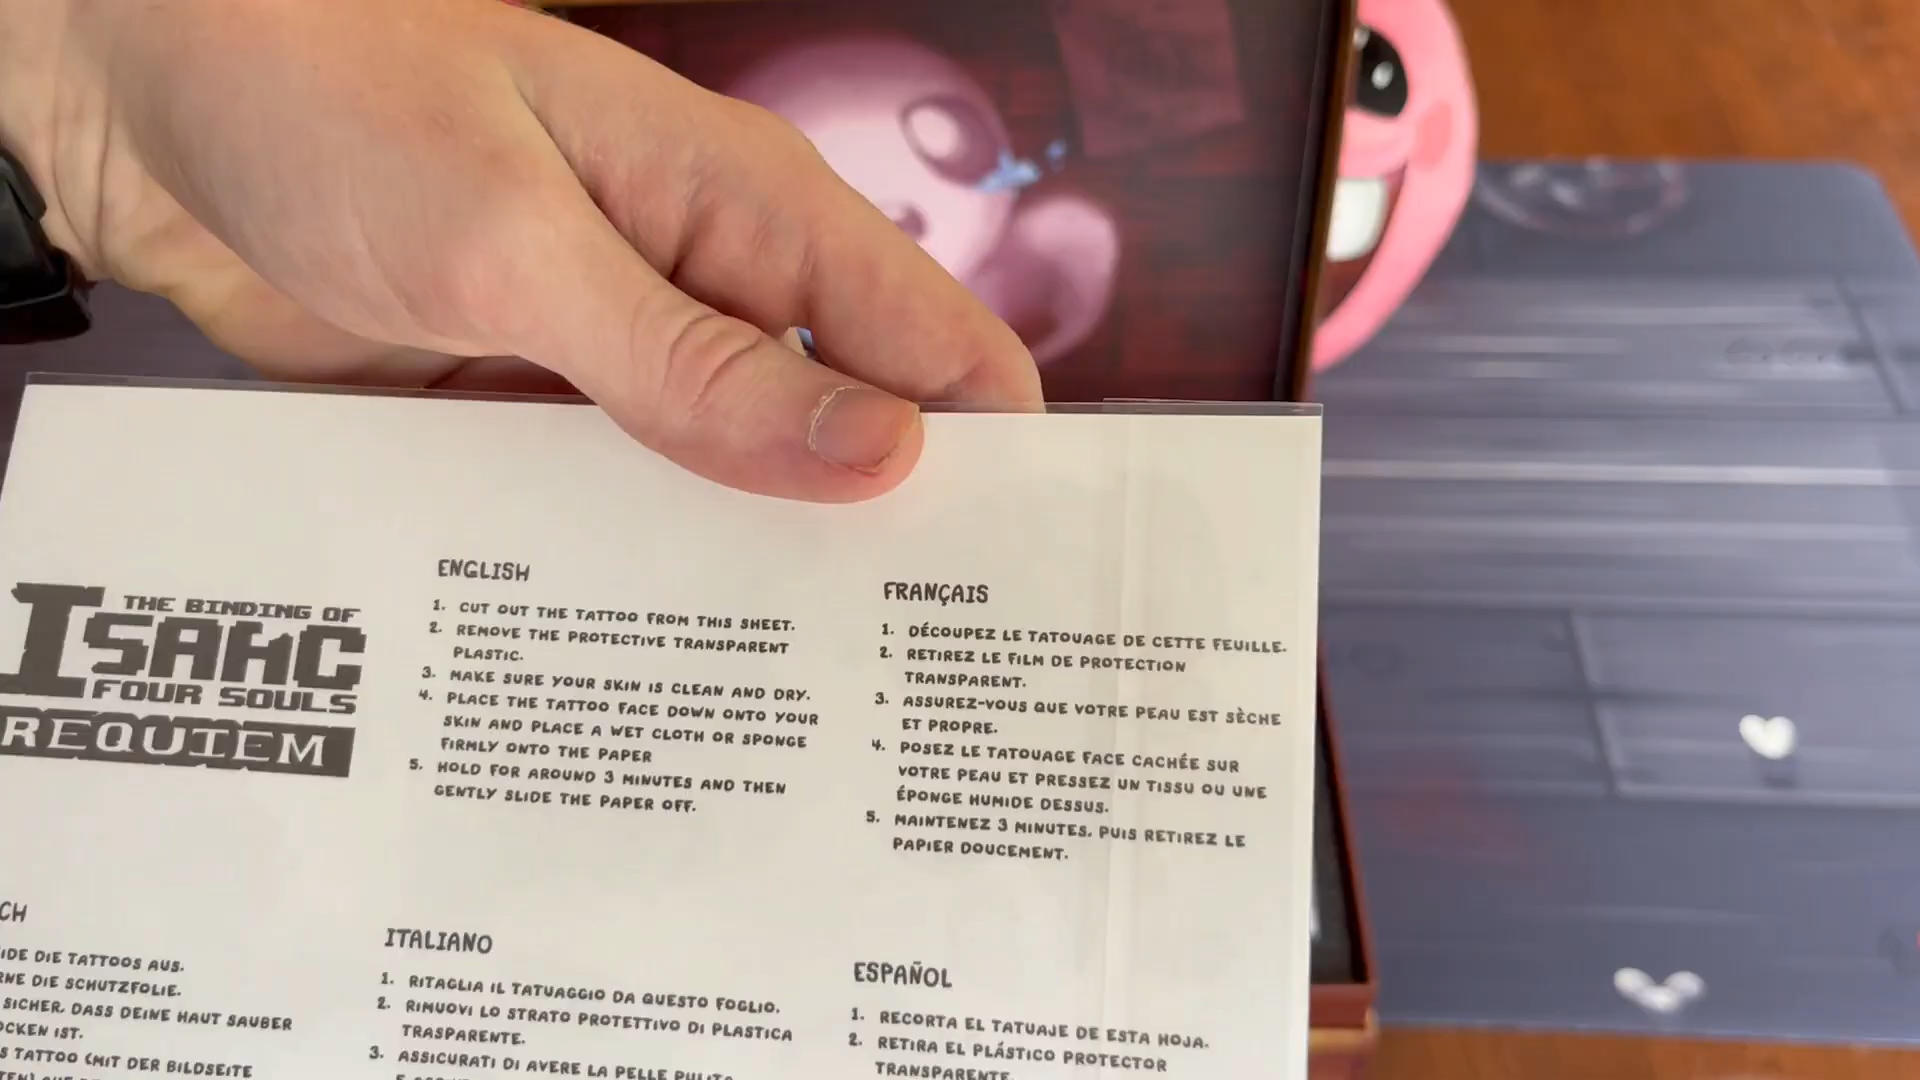 THE BINDING OF
ISAAC
FOUR SOULS
REQUIEM
ENGLISH
1. CUT OUT THE TATTOO FROM THIS SHEET.
2. REMOVE THE PROTECTIVE TRANSPARENT
PLASTIC.
3. MAKE SURE YOUR SKIN IS CLEAN AND DRY.
4. PLACE THE TATTOO FACE DOWN ONTO YOUR
SKIN AND PLACE A WET CLOTH OR SPONGE
FIRMLY ONTO THE PAPER
5. HOLD FOR AROUND 3 MINUTES AND THEN
GENTLY SLIDE THE PAPER OFF.
FRANÇAIS
1. DÉCOUPEZ LE TATOUAGE DE CETTE FEUILLE.
2. RETIREZ LE FILM DE PROTECTION
TRANSPARENT.
3. ASSUREZ-VOUS QUE VOTRE PEAU EST SÈCHE
ET PROPRE.
4. POSEZ LE TATOUAGE FACE CACHÉE SUR
VOTRE PEAU ET PRESSEZ UN TISSU OU UNE
ÉPONGE HUMIDE DESSUS.
5. MAINTENEZ 3 MINUTES, PUIS RETIREZ LE
PAPIER DOUCEMENT.
CH
IDE DIE TATTOOS AUS.
RNE DIE SCHUTZFOLIE.
SICHER, DASS DEINE HAUT SAUBER
OCKEN IST.
S TATTOO (MIT DER BILDSEITE
ITALIANO
1. RITAGLIA IL TATUAGGIO DA QUESTO FOGLIO.
2. RIMUOVI LO STRATO PROTETTIVO DI PLASTICA
TRASPARENTE.
3. ASSICURATI DI AVERE LA PELLE PULITA
ESPAÑOL
1. RECORTA EL TATUAJE DE ESTA HOJA.
2. RETIRA EL PLÁSTICO PROTECTOR
TRANSPARENTE.